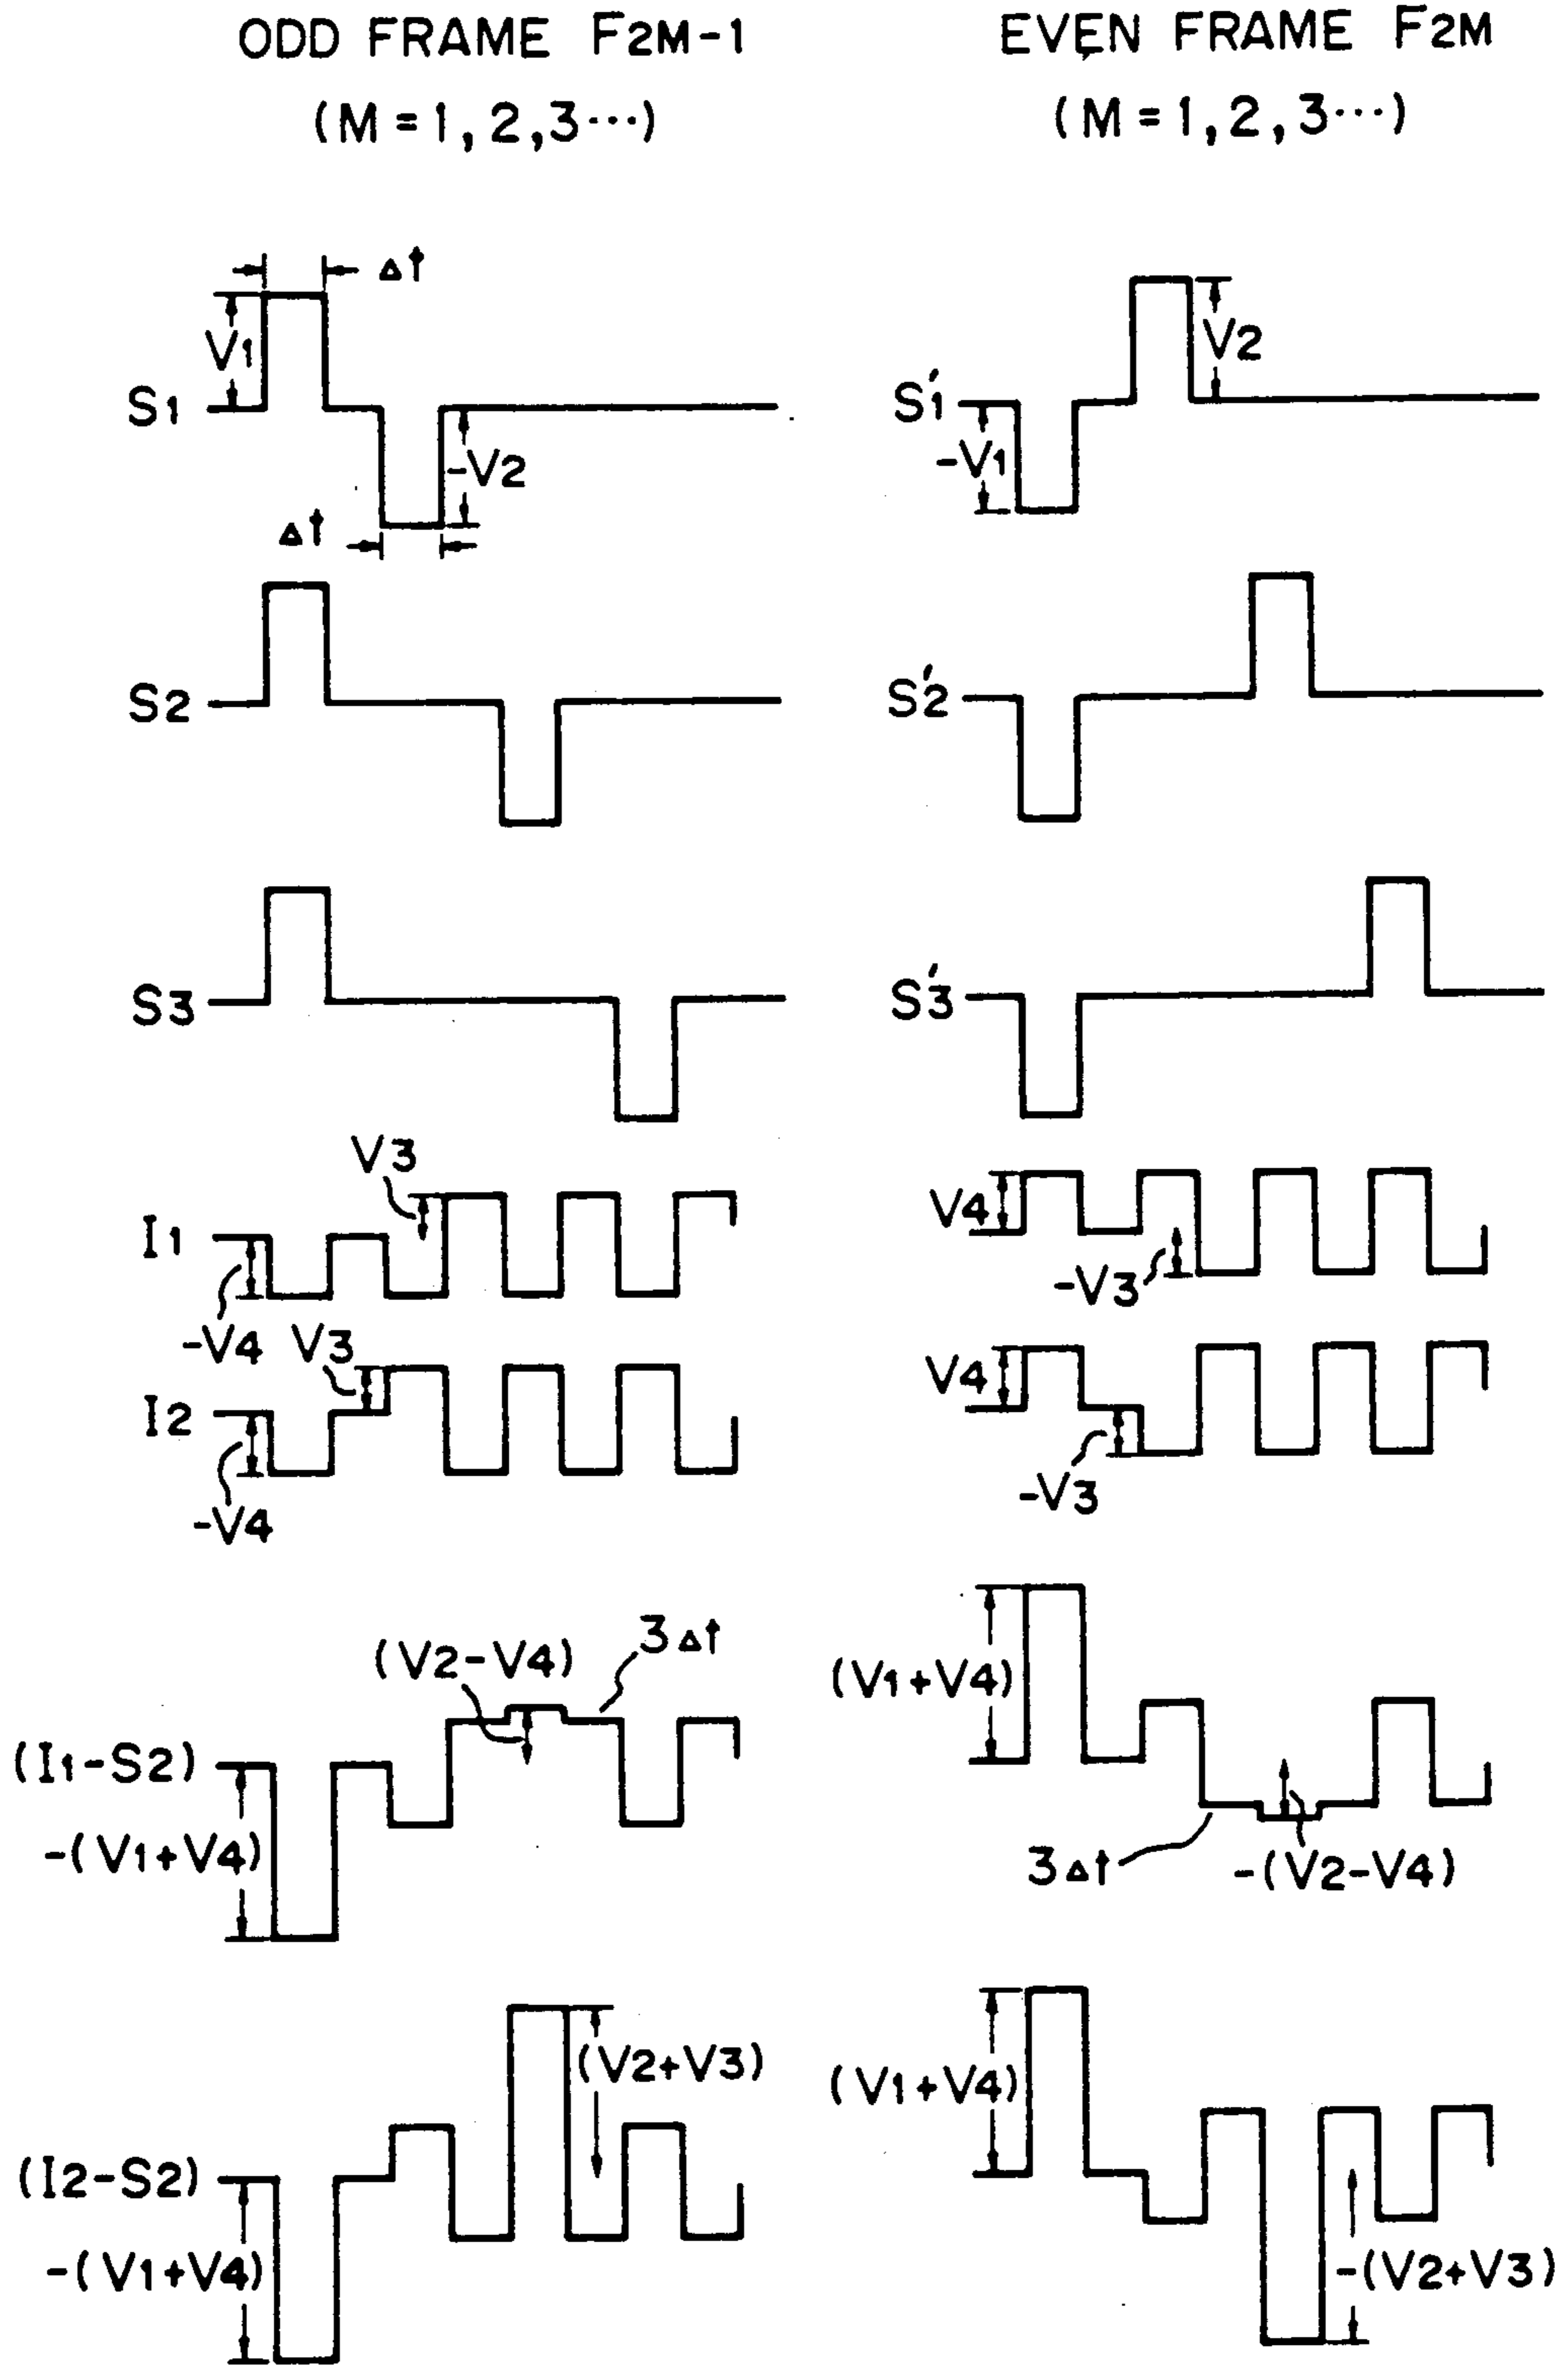 ODD FRAME F2M-1
(M=1,2,3···)
EVEN FRAME F2M
(M=1,2,3···)
Δt
V1
S1
-V2
Δt
V2
S'1
-V1
S2
S'2
S3
S'3
V3
I1
-V4
V4
-V3
V3
I2
-V4
V4
-V3
(V2-V4)
3Δt
(I1-S2)
-(V1+V4)
(V1+V4)
3Δt
-(V2-V4)
(V2+V3)
(I2-S2)
-(V1+V4)
(V1+V4)
-(V2+V3)